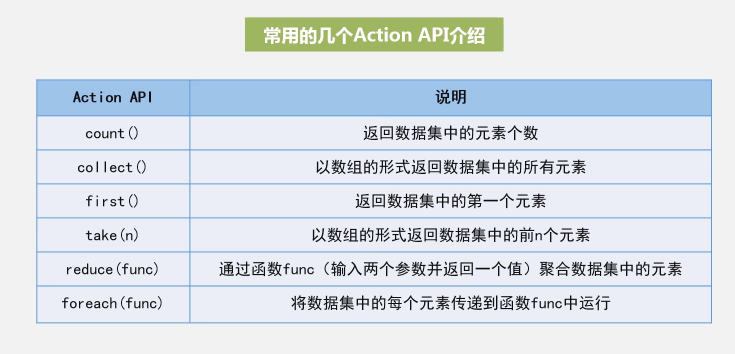 常用的几个Action API介绍
Action API 说明
count() 返回数据集中的元素个数
collect() 以数组的形式返回数据集中的所有元素
first() 返回数据集中的第一个元素
take(n) 以数组的形式返回数据集中的前n个元素
reduce(func) 通过函数func（输入两个参数并返回一个值）聚合数据集中的元素
foreach(func) 将数据集中的每个元素传递到函数func中运行